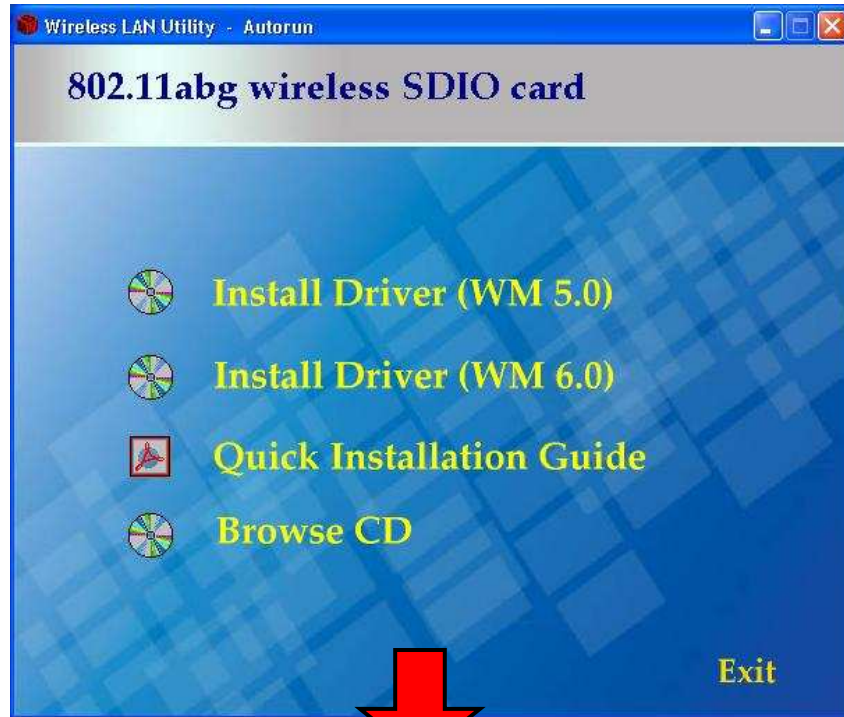 Wireless LAN Utility - Autorun
802.11abg wireless SDIO card
Install Driver (WM 5.0)
Install Driver (WM 6.0)
Quick Installation Guide
Browse CD
Exit